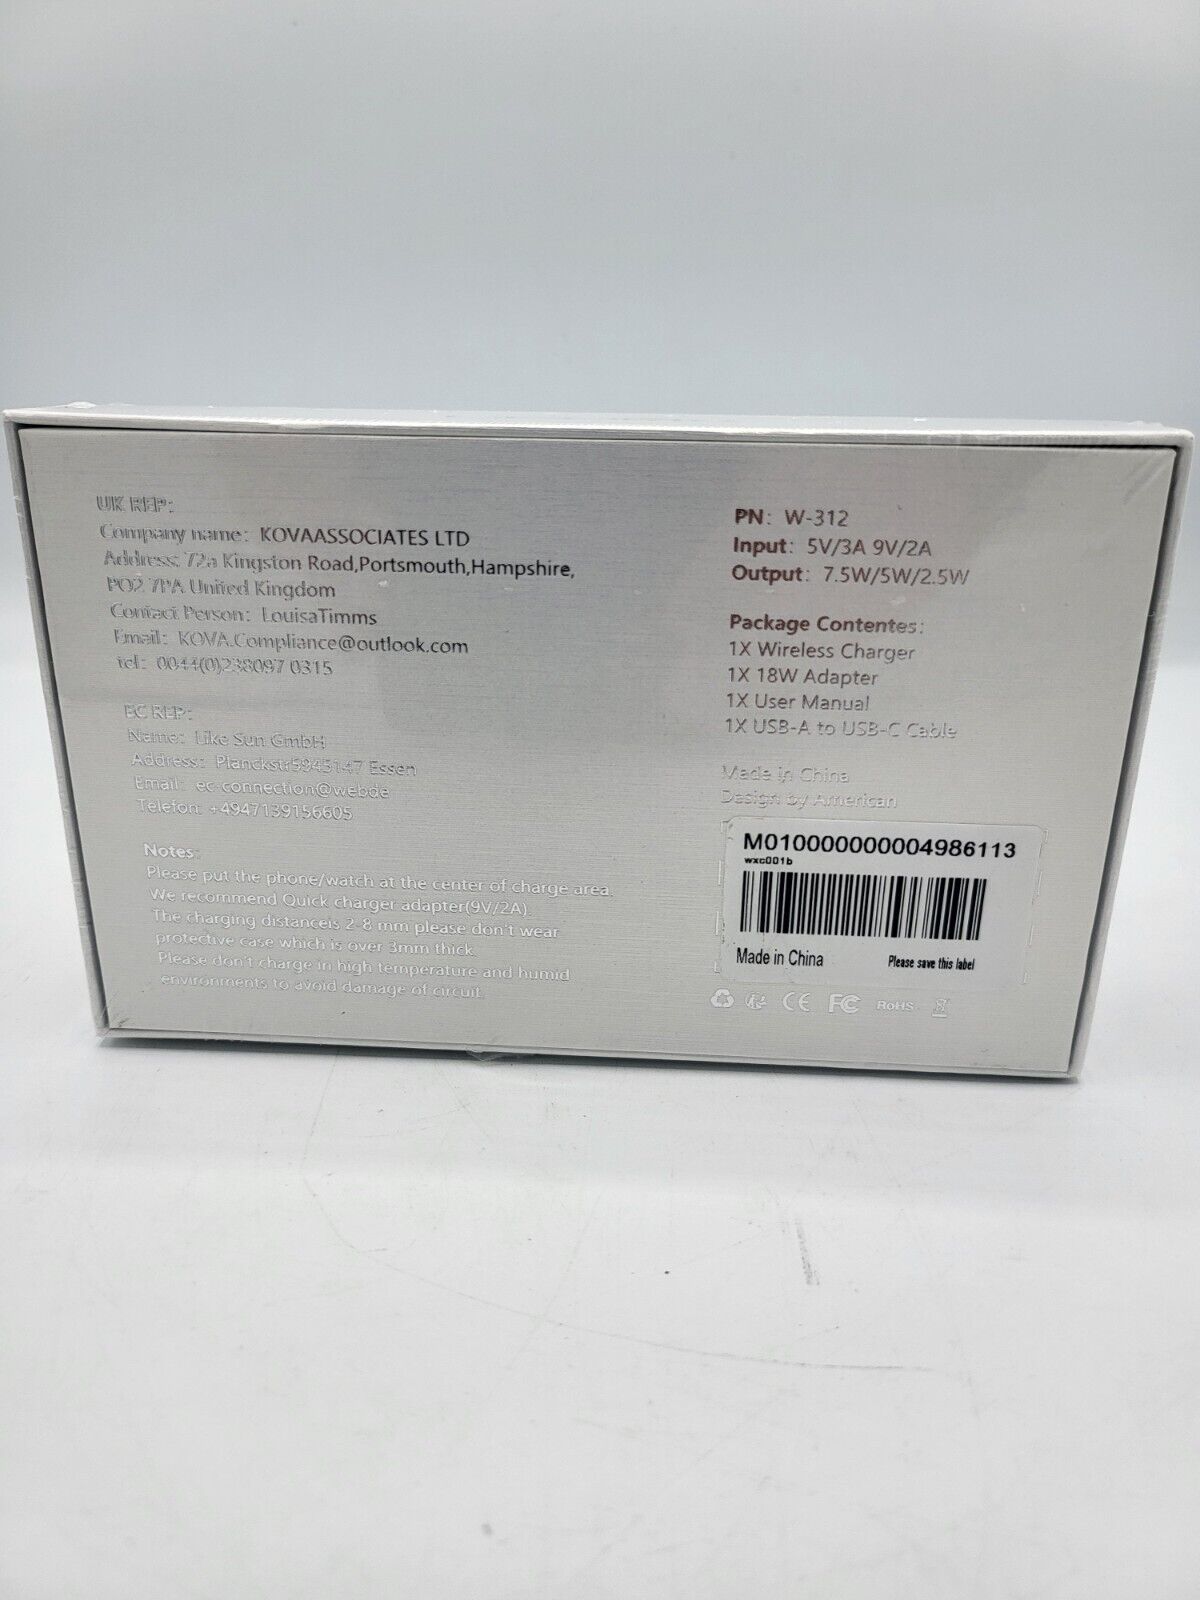 UK REP:
Company name: KOVAASSOCIATES LTD
Address: 72a Kingston Road,Portsmouth,Hampshire,
PO2 7PA United Kingdom
Contact Person: LouisaTimms
Email: KOVA.Compliance@outlook.com
tel: 0044(0)238097 0315
EC REP:
Name: Like Sun GmbH
Address: Planckstr5945147 Essen
Email: ec-connection@webde
Telefon: +4947139156605
Notes:
Please put the phone/watch at the center of charge area.
We recommend Quick charger adapter(9V/2A).
The charging distanceis 2-8 mm please don't wear
protective case which is over 3mm thick.
Please don't charge in high temperature and humid
environments to avoid damage of circuit.
PN: W-312
Input: 5V/3A 9V/2A
Output: 7.5W/5W/2.5W
Package Contentes:
1X Wireless Charger
1X 18W Adapter
1X User Manual
1X USB-A to USB-C Cable
Made in China
Design by American
M0100000000004986113
wxc001b
Made in China
Please save this label
CE FC RoHS